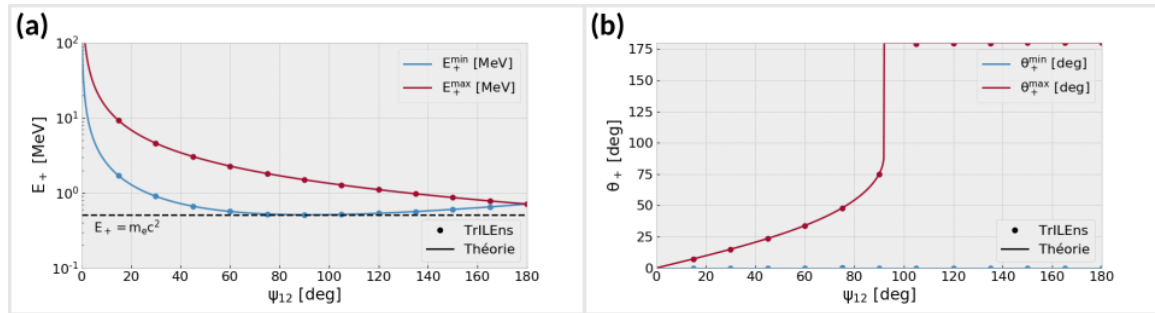 (a)
10²
10¹
10⁰
10⁻¹
E₊ [MeV]
E₊ᵐⁱⁿ [MeV]
E₊ᵐᵃˣ [MeV]
E₊ = mₑc²
TrILEns
Théorie
0 20 40 60 80 100 120 140 160 180
ψ₁₂ [deg]
(b)
175
150
125
100
75
50
25
0
θ₊ [deg]
θ₊ᵐⁱⁿ [deg]
θ₊ᵐᵃˣ [deg]
TrILEns
Théorie
0 20 40 60 80 100 120 140 160 180
ψ₁₂ [deg]